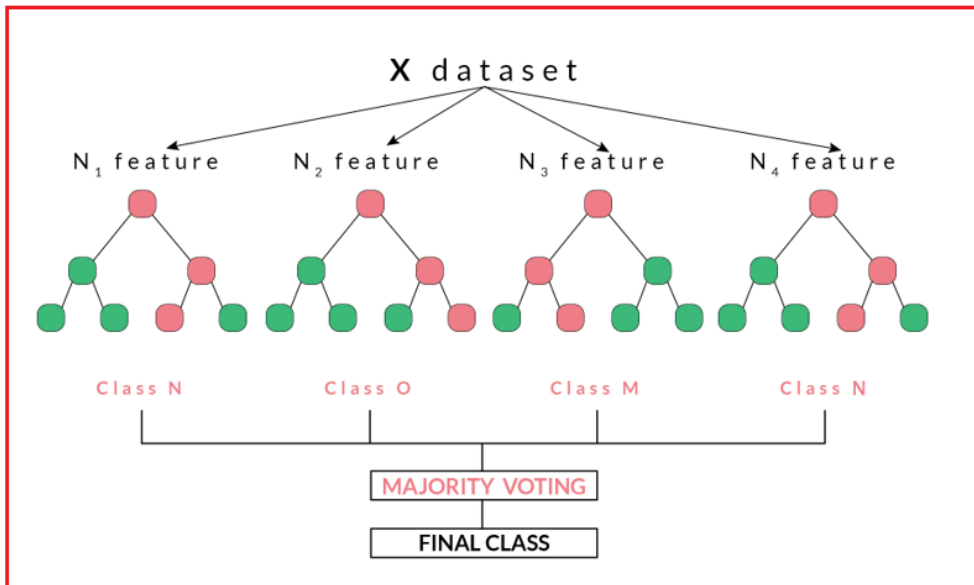 X dataset
N₁ feature N₂ feature N₃ feature N₄ feature
Class N Class O Class M Class N
MAJORITY VOTING
FINAL CLASS